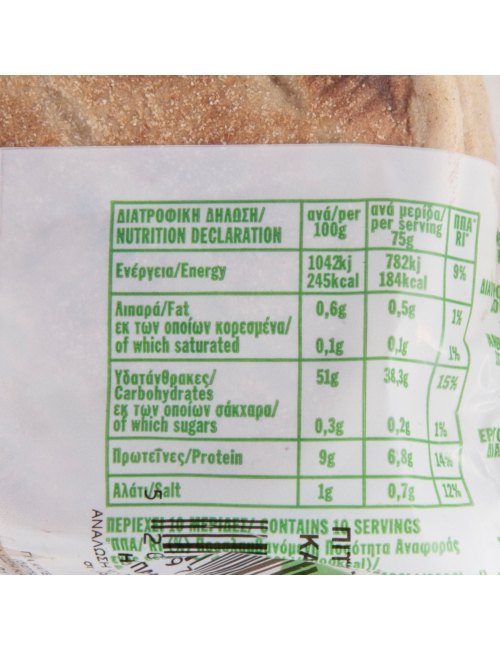 ΔΙΑΤΡΟΦΙΚΗ ΔΗΛΩΣΗ/
NUTRITION DECLARATION
ανά/per
100g
ανά μερίδα/
per serving
75g
ΠΠΑ*
RI*
Ενέργεια/Energy
1042kj
245kcal
782kj
184kcal
9%
Λιπαρά/Fat
0,6g
0,5g
1%
εκ των οποίων κορεσμένα/
of which saturated
0,1g
0,1g
1%
Υδατάνθρακες/
Carbohydrates
51g
38,3g
15%
εκ των οποίων σάκχαρα/
of which sugars
0,3g
0,2g
1%
Πρωτεΐνες/Protein
9g
6,8g
14%
Αλάτι/Salt
1g
0,7g
12%
ΠΕΡΙΕΧΕΙ 10 ΜΕΡΙΔΕΣ/ CONTAINS 10 SERVINGS
Ποσότητα Αναφοράς
ΑΝΑΛΩΣΗ